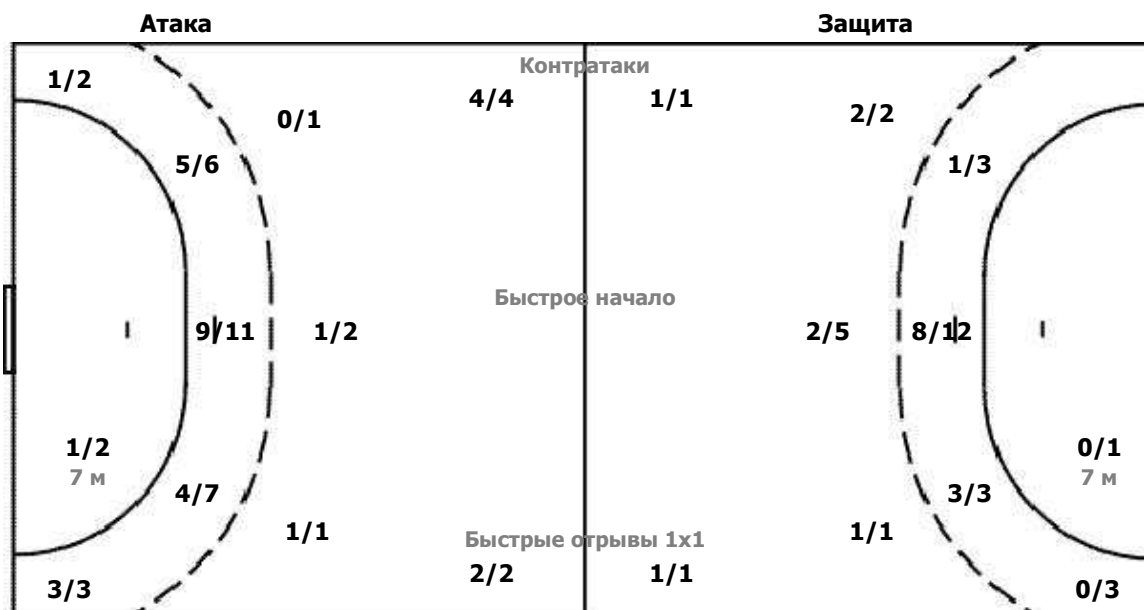 Атака Защита
Контратаки
1/2 4/4 1/1 2/2
0/1
5/6 1/3
Быстрое начало
9/11 1/2 2/5 8/12
1/2 0/1
7 м 7 м
4/7 3/3
1/1 Быстрые отрывы 1x1 1/1
2/2 1/1
3/3 0/3